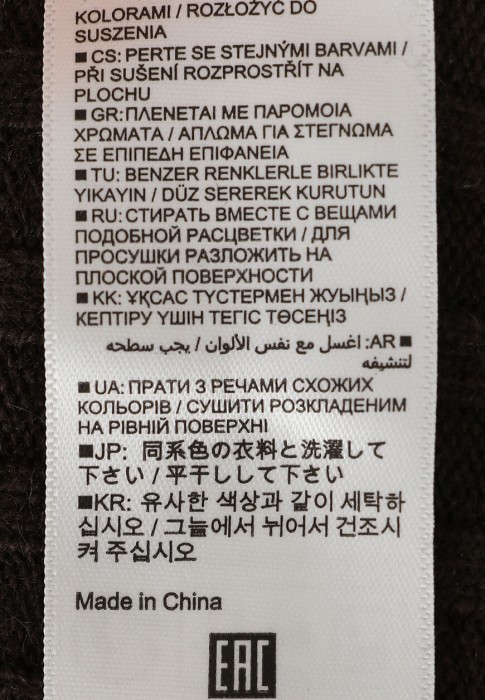 KOLORAMI / ROZŁOŻYĆ DO
SUSZENIA
■ CS: PERTE SE STEJNÝMI BARVAMI /
PŘI SUŠENÍ ROZPROSTŘÍT NA
PLOCHU
■ GR:ΠΛΕΝΕΤΑΙ ΜΕ ΠΑΡΟΜΟΙΑ
ΧΡΩΜΑΤΑ / ΑΠΛΩΜΑ ΓΙΑ ΣΤΕΓΝΩΜΑ
ΣΕ ΕΠΙΠΕΔΗ ΕΠΙΦΑΝΕΙΑ
■ TU: BENZER RENKLERLE BIRLIKTE
YIKAYIN / DÜZ SEREREK KURUTUN
■ RU: СТИРАТЬ ВМЕСТЕ С ВЕЩАМИ
ПОДОБНОЙ РАСЦВЕТКИ / ДЛЯ
ПРОСУШКИ РАЗЛОЖИТЬ НА
ПЛОСКОЙ ПОВЕРХНОСТИ
■ KK: ҰҚСАС ТҮСТЕРМЕН ЖУЫҢЫЗ /
КЕПТІРУ ҮШІН ТЕГІС ТӨСЕҢІЗ
■ AR: اغسل مع نفس الألوان / يجب سطحه
لتنشيفه
■ UA: ПРАТИ З РЕЧАМИ СХОЖИХ
КОЛЬОРІВ / СУШИТИ РОЗКЛАДЕНИМ
НА РІВНІЙ ПОВЕРХНІ
■JP: 同系色の衣料と洗濯して
下さい / 平干しして下さい
■KR: 유사한 색상과 같이 세탁하
십시오 / 그늘에서 뉘어서 건조시
켜 주십시오
Made in China
EAC